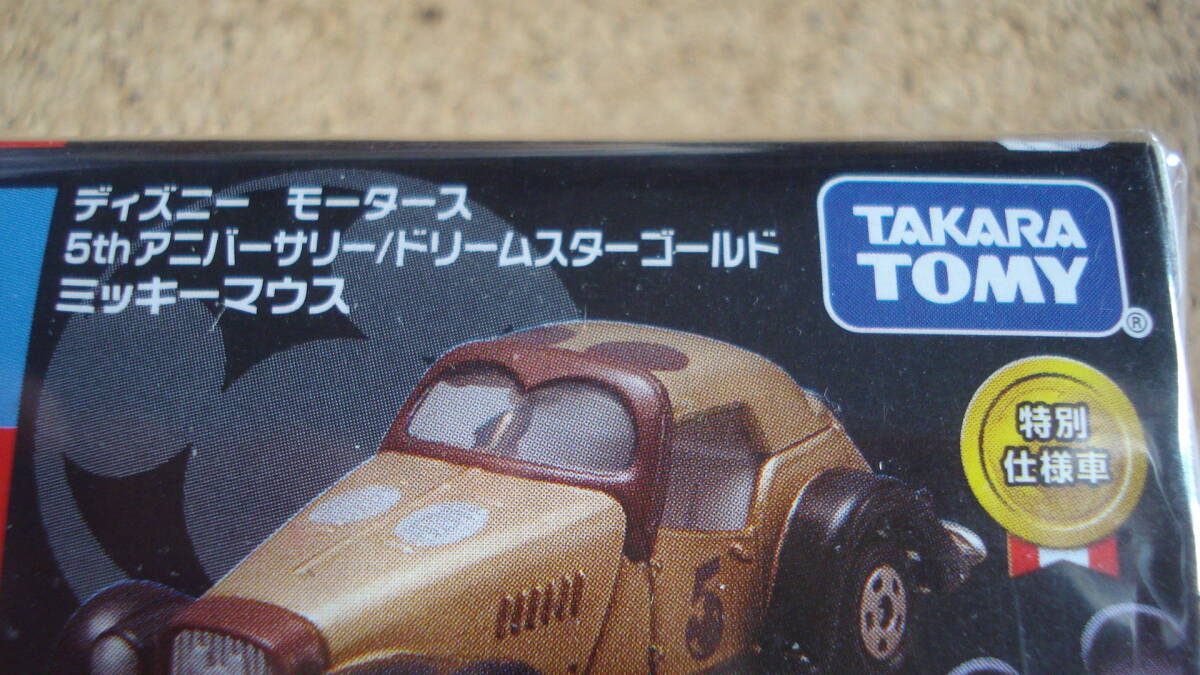 ディズニー モータース
5thアニバーサリー/ドリームスターゴールド
ミッキーマウス
TAKARA
TOMY
®
特別
仕様車
5